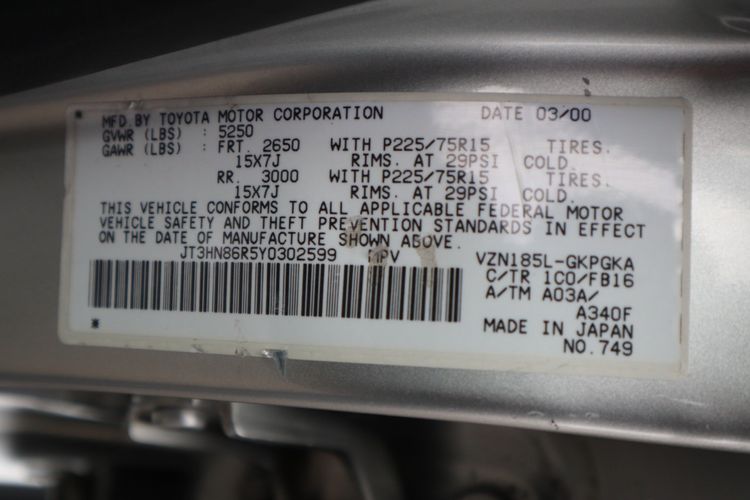 MFD BY TOYOTA MOTOR CORPORATION DATE 03/00
GVWR (LBS) : 5250
GAWR (LBS) : FRT. 2650 WITH P225/75R15 TIRES.
15X7J RIMS. AT 29PSI COLD.
RR. 3000 WITH P225/75R15 TIRES.
15X7J RIMS. AT 29PSI COLD.
THIS VEHICLE CONFORMS TO ALL APPLICABLE FEDERAL MOTOR
VEHICLE SAFETY AND THEFT PREVENTION STANDARDS IN EFFECT
ON THE DATE OF MANUFACTURE SHOWN ABOVE.
JT3HN86R5Y0302599 MPV VZN185L-GKPGKA
C/TR 1C0/FB16
A/TM A03A/
A340F
MADE IN JAPAN
NO.749